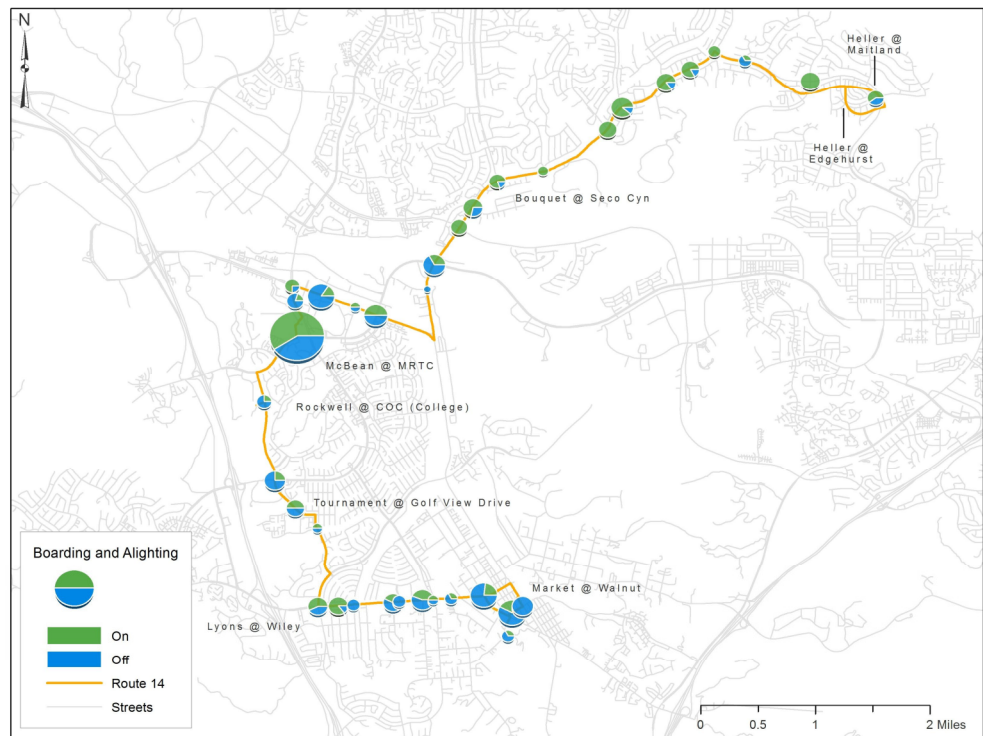 N
Heller @
Maitland
Heller @
Edgehurst
Bouquet @ Seco Cyn
McBean @ MRTC
Rockwell @ COC (College)
Tournament @ Golf View Drive
Market @ Walnut
Lyons @ Wiley
Boarding and Alighting
On
Off
Route 14
Streets
0 0.5 1 2 Miles